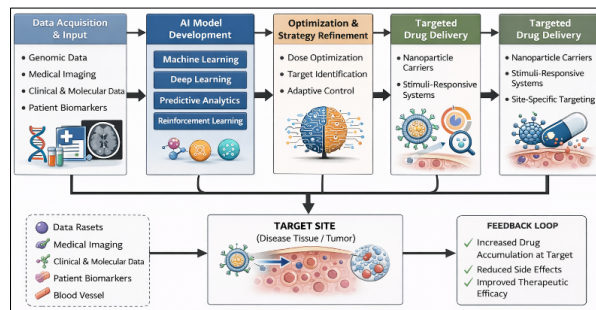 Data Acquisition
& Input
• Genomic Data
• Medical Imaging
• Clinical & Molecular Data
• Patient Biomarkers
AI Model
Development
Machine Learning
Deep Learning
Predictive Analytics
Reinforcement Learning
Optimization &
Strategy Refinement
• Dose Optimization
• Target Identification
• Adaptive Control
Targeted
Drug Delivery
• Nanoparticle
Carriers
• Stimuli-Responsive
Systems
Targeted
Drug Delivery
• Nanoparticle Carriers
• Stimuli-Responsive
Systems
• Site-Specific Targeting
Data Rasets
Medical Imaging
Clinical & Molecular Data
Patient Biomarkers
Blood Vessel
TARGET SITE
(Disease Tissue / Tumor)
FEEDBACK LOOP
✓ Increased Drug
Accumulation at Target
✓ Reduced Side Effects
✓ Improved Therapeutic
Efficacy